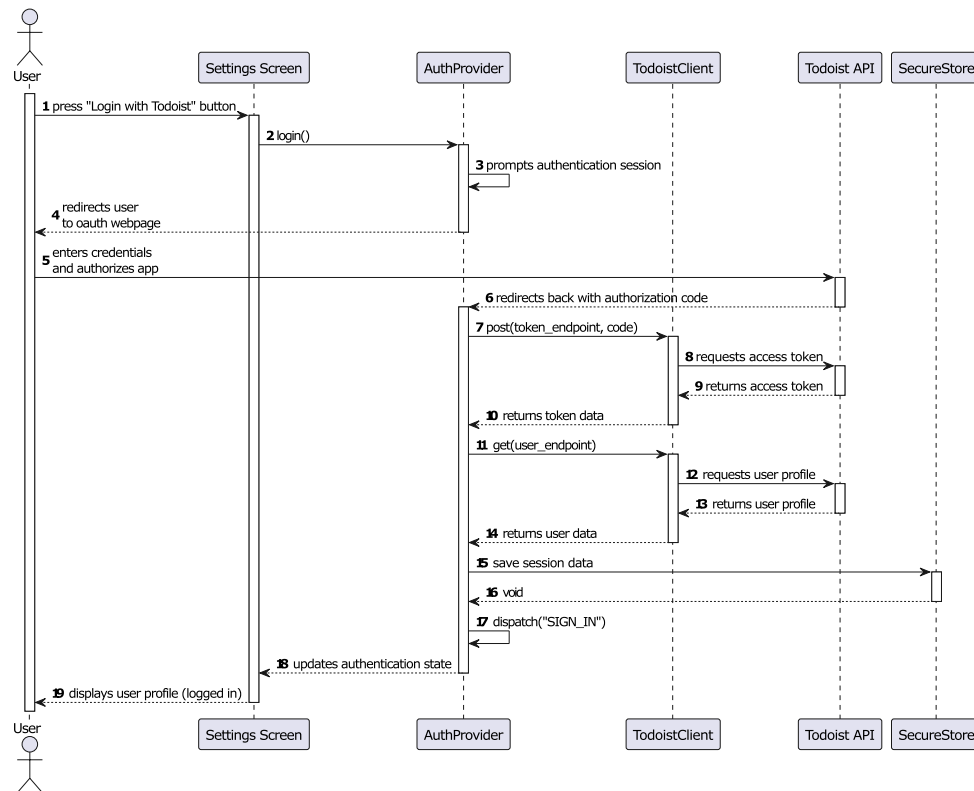 User
Settings Screen
AuthProvider
TodoistClient
Todoist API
SecureStore
1 press "Login with Todoist" button
2 login()
3 prompts authentication session
4 redirects user
to oauth webpage
5 enters credentials
and authorizes app
6 redirects back with authorization code
7 post(token_endpoint, code)
8 requests access token
9 returns access token
10 returns token data
11 get(user_endpoint)
12 requests user profile
13 returns user profile
14 returns user data
15 save session data
16 void
17 dispatch("SIGN_IN")
18 updates authentication state
19 displays user profile (logged in)
User
Settings Screen
AuthProvider
TodoistClient
Todoist API
SecureStore